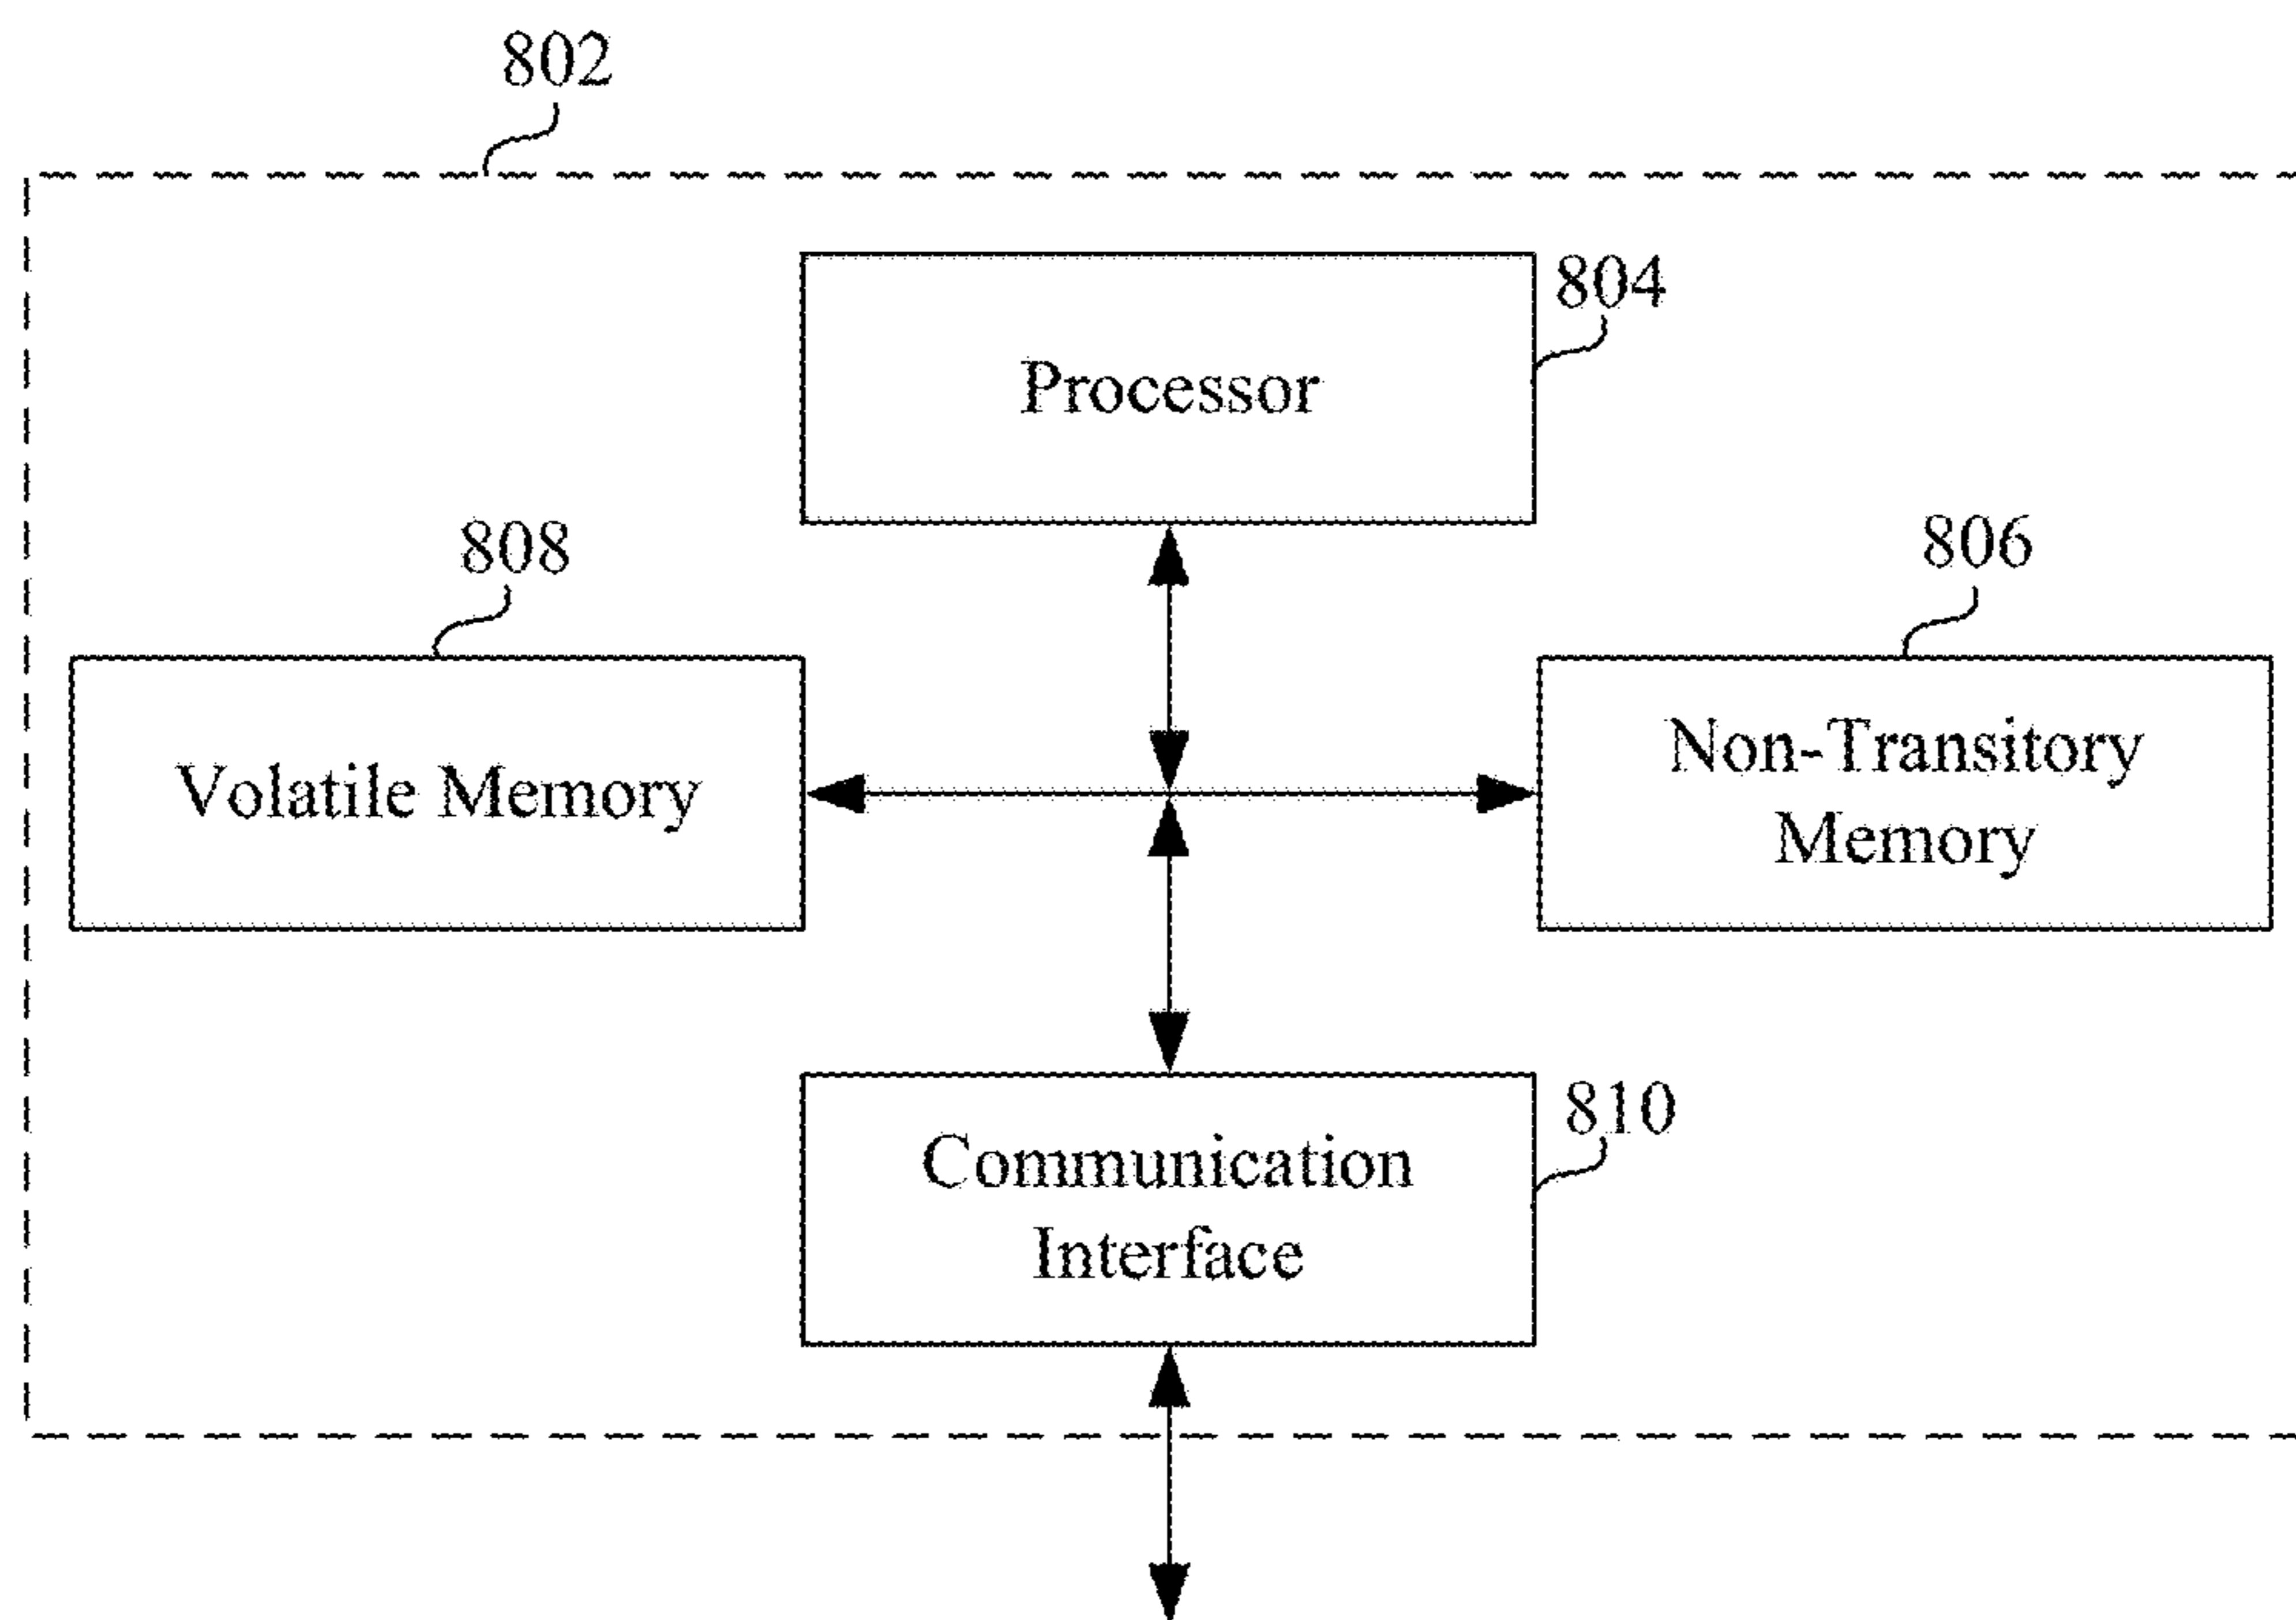 802
804
Processor
808
806
Volatile Memory
Non-Transitory
Memory
810
Communication
Interface